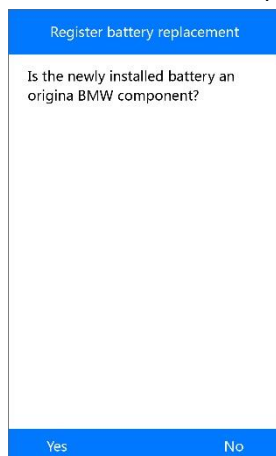 Register battery replacement
Is the newly installed battery an
origina BMW component?
Yes No